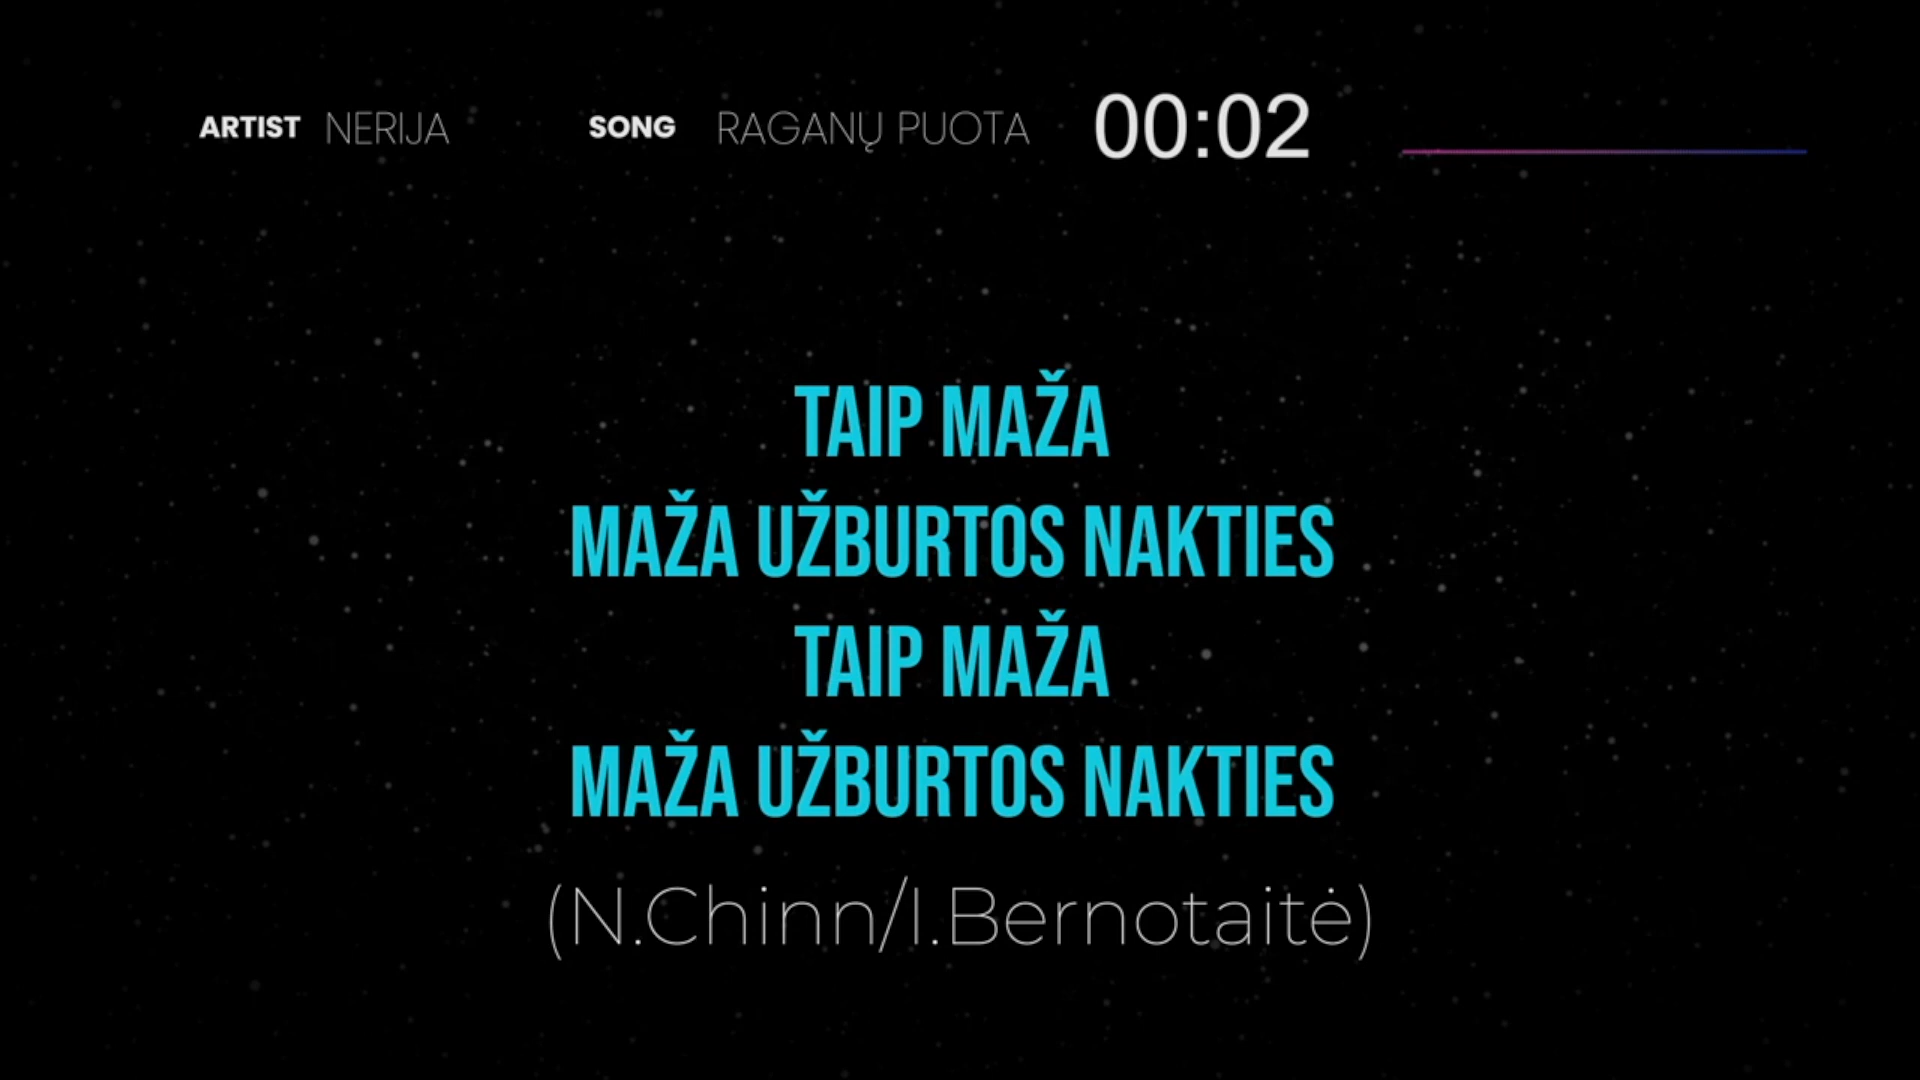 ARTIST NERIJA SONG RAGANŲ PUOTA 00:02
TAIP MAŽA
MAŽA UŽBURTOS NAKTIES
TAIP MAŽA
MAŽA UŽBURTOS NAKTIES
(N.Chinn/I.Bernotaitė)